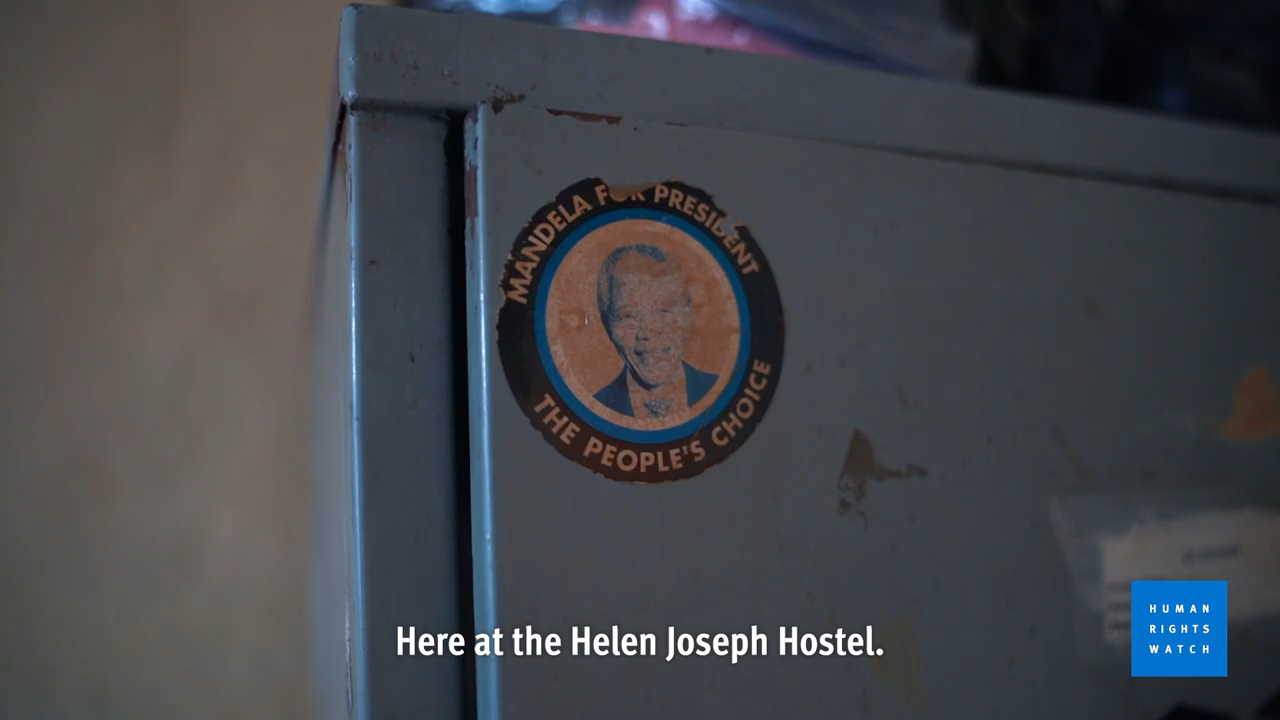 MANDELA FOR PRESIDENT
THE PEOPLE'S CHOICE
Here at the Helen Joseph Hostel.
HUMAN
RIGHTS
WATCH